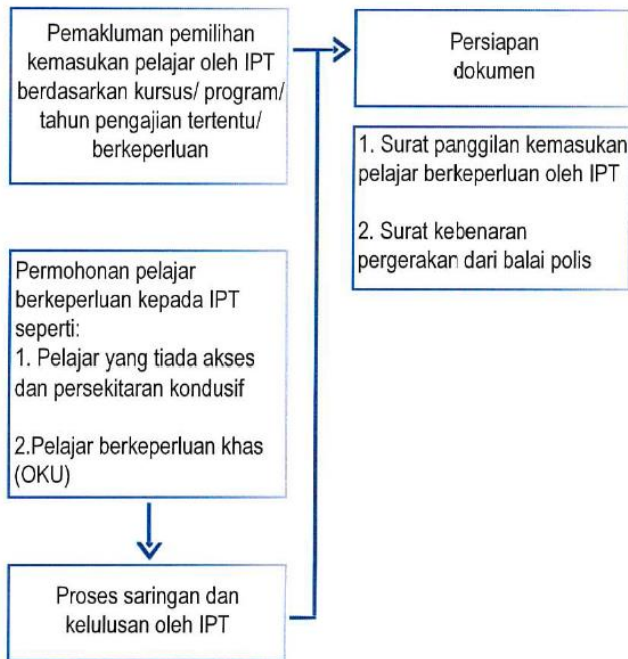 Pemakluman pemilihan
kemasukan pelajar oleh IPT
berdasarkan kursus/ program/
tahun pengajian tertentu/
berkeperluan
Persiapan
dokumen
1. Surat panggilan kemasukan
pelajar berkeperluan oleh IPT
2. Surat kebenaran
pergerakan dari balai polis
Permohonan pelajar
berkeperluan kepada IPT
seperti:
1. Pelajar yang tiada akses
dan persekitaran kondusif
2.Pelajar berkeperluan khas
(OKU)
Proses saringan dan
kelulusan oleh IPT